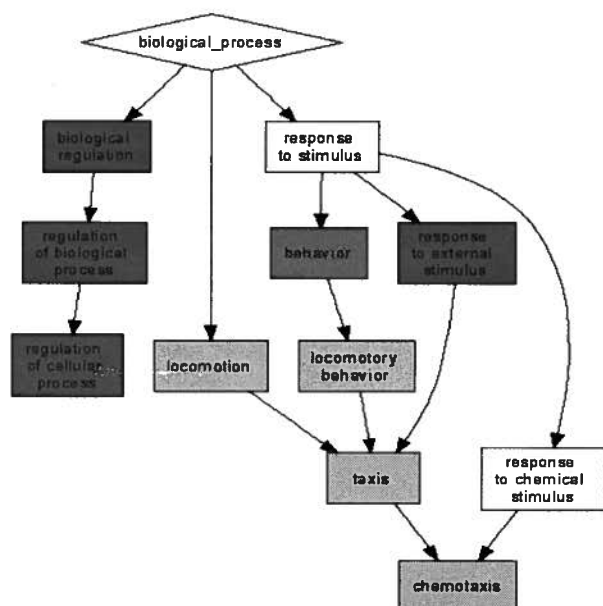 biological_process
biological
regulation
response
to stimulus
regulation
of biological
process
behavior
response
to external
stimulus
regulation
of cellular
process
locomotion
locomotory
behavior
taxis
response
to chemical
stimulus
chemotaxis